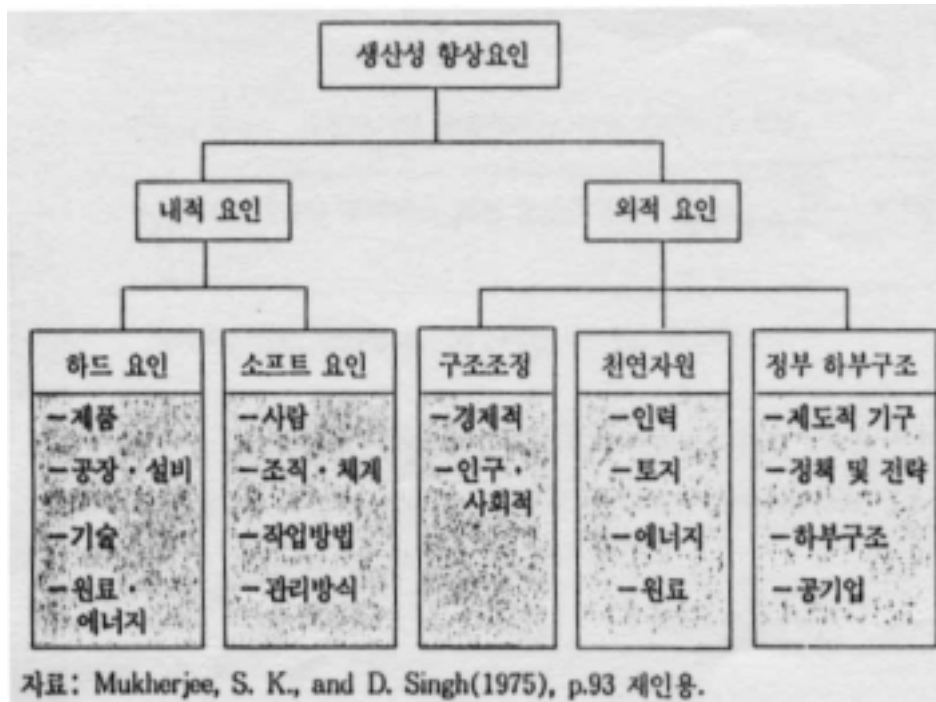 생산성 향상요인
내적 요인
외적 요인
하드 요인
-제품
-공장·설비
-기술
-원료·
에너지
소프트 요인
-사람
-조직·체계
-작업방법
-관리방식
구조조정
-경제적
-인구·
사회적
천연자원
-인력
-토지
-에너지
-원료
정부 하부구조
-제도적 기구
-정책 및 전략
-하부구조
-공기업
자료: Mukherjee, S. K., and D. Singh(1975), p.93 재인용.